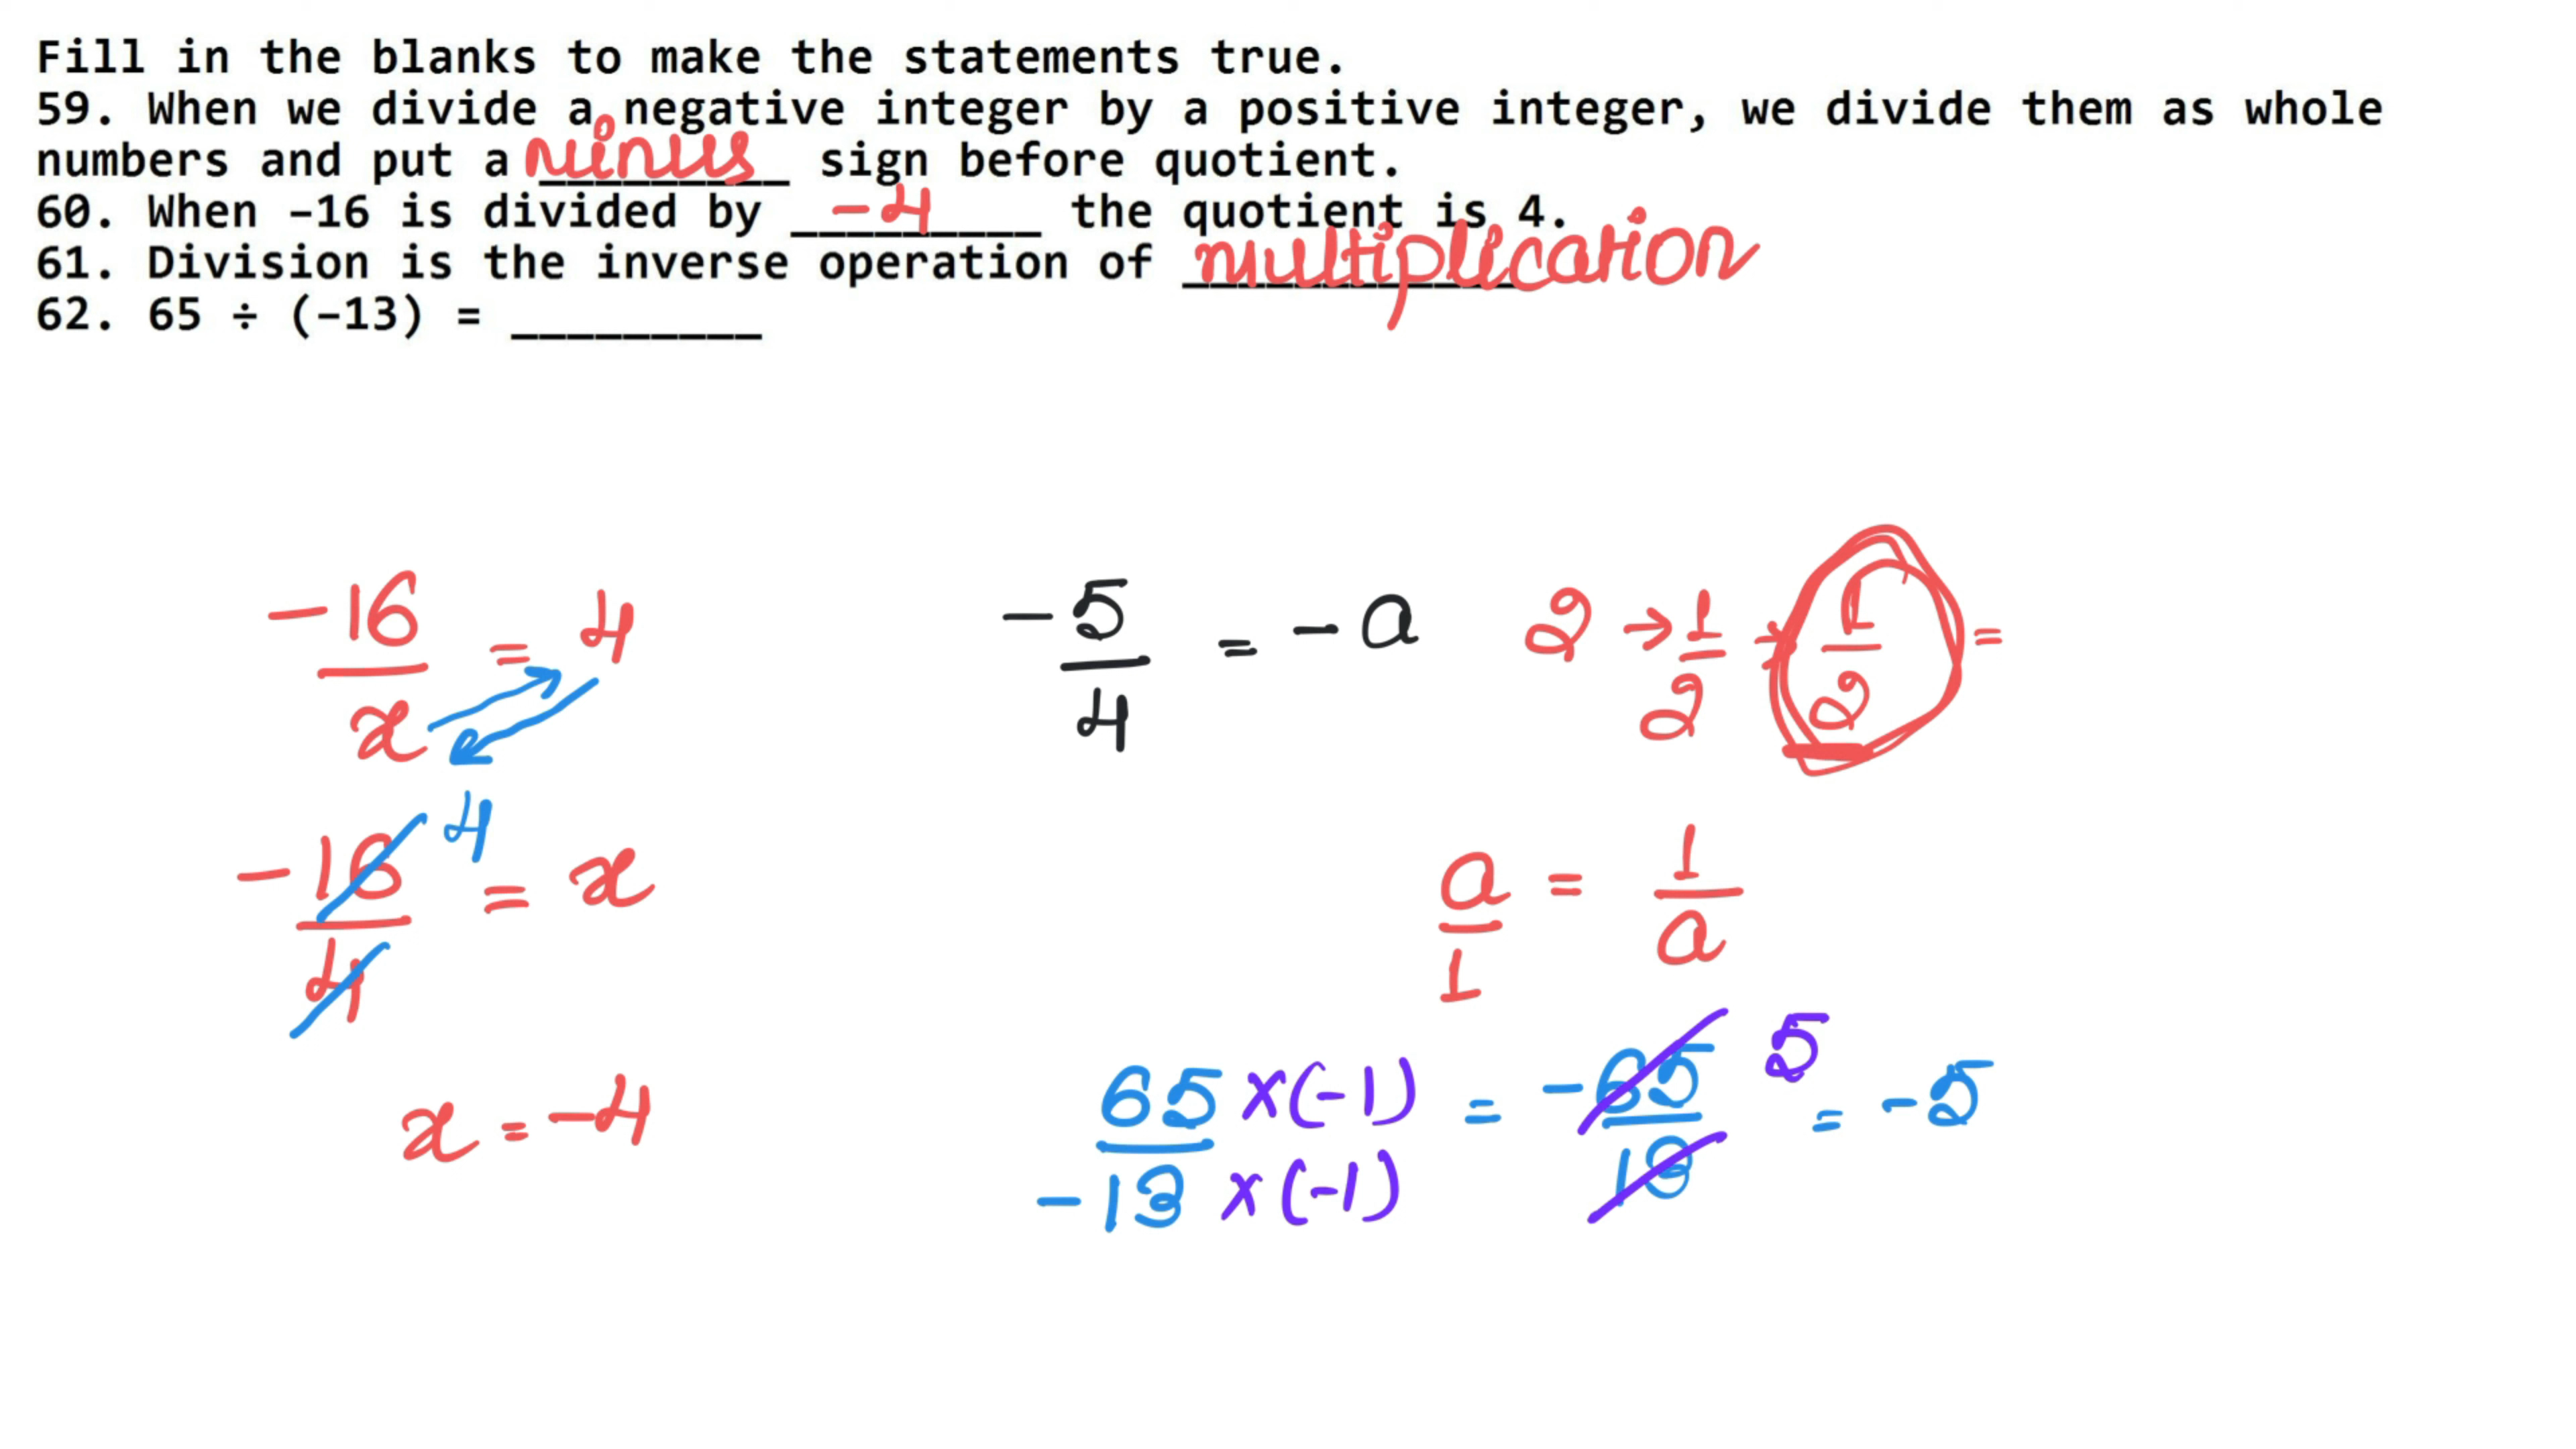 Fill in the blanks to make the statements true.
59. When we divide a negative integer by a positive integer, we divide them as whole
numbers and put a minus sign before quotient.
60. When -16 is divided by -4 the quotient is 4.
61. Division is the inverse operation of multiplication
62. 65 ÷ (-13) = _________
-16/x = 4
-16/4 = x
4
x = -4
-5/4 = -a
2 → 1/2
1/2 =
a/1 = 1/a
65 x(-1) / -13 x(-1) = -65/13 5 = -5